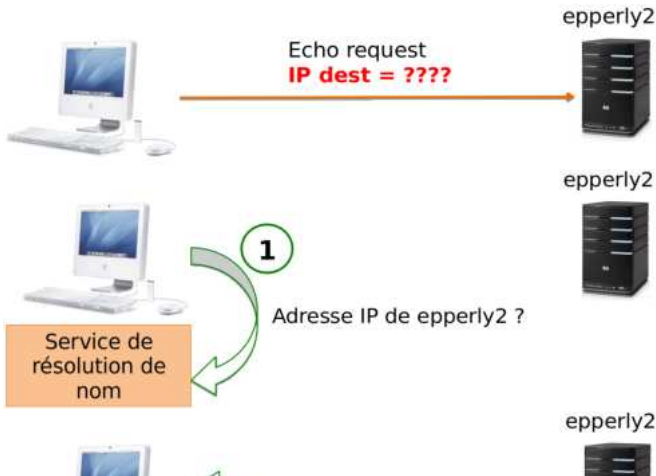 epperly2
Echo request
IP dest = ????
epperly2
1
Adresse IP de epperly2 ?
Service de
résolution de
nom
epperly2